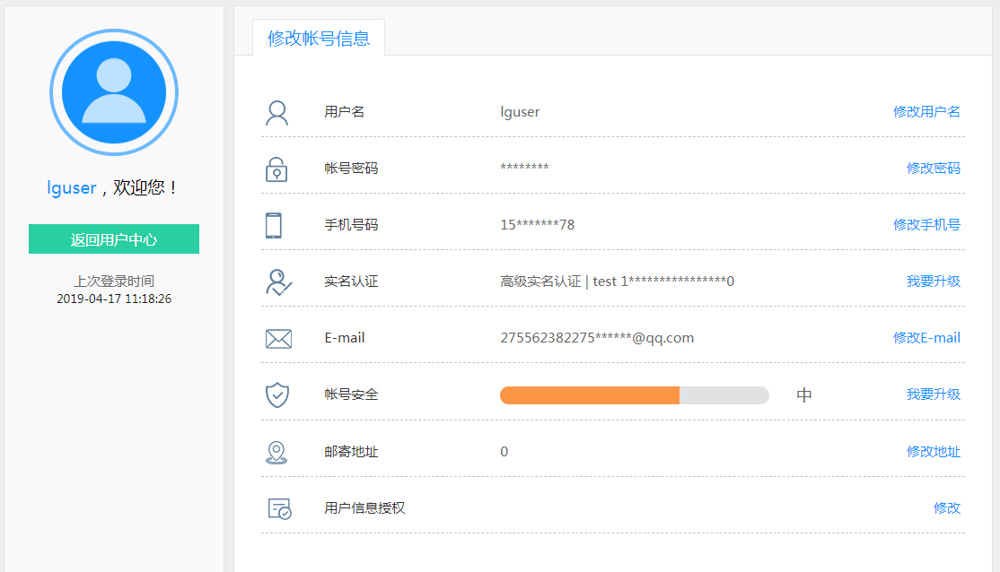 lguser，欢迎您！
返回用户中心
上次登录时间
2019-04-17 11:18:26
修改帐号信息
用户名 lguser 修改用户名
帐号密码 ******** 修改密码
手机号码 15*******78 修改手机号
实名认证 高级实名认证 | test 1****************0 我要升级
E-mail 275562382275******@qq.com 修改E-mail
帐号安全 中 我要升级
邮寄地址 0 修改地址
用户信息授权 修改